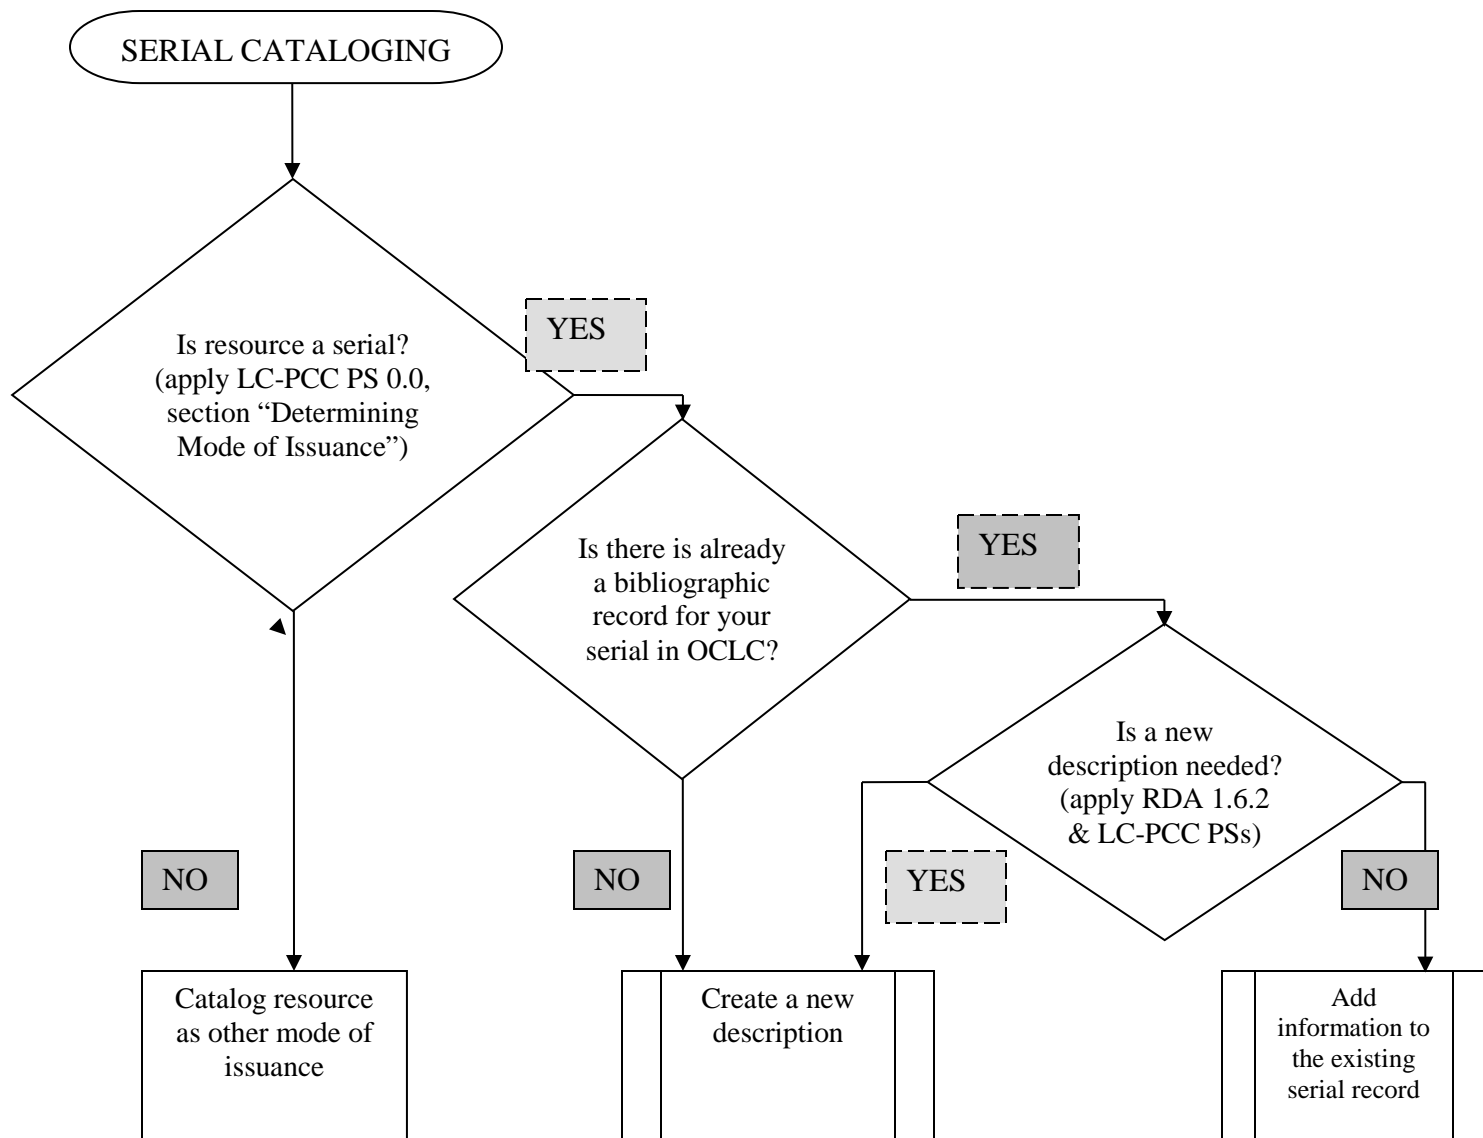 SERIAL CATALOGING
Is resource a serial?
(apply LC-PCC PS 0.0,
section “Determining
Mode of Issuance”)
YES
Is there is already
a bibliographic
record for your
serial in OCLC?
YES
Is a new
description needed?
(apply RDA 1.6.2
& LC-PCC PSs)
NO
NO
YES
NO
Catalog resource
as other mode of
issuance
Create a new
description
Add
information to
the existing
serial record